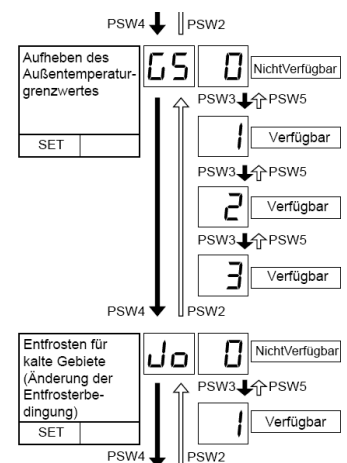 PSW4 PSW2
Aufheben des
Außentemperatur-
grenzwertes
SET
GS 0 NichtVerfügbar
PSW3 PSW5
1 Verfügbar
PSW3 PSW5
2 Verfügbar
PSW3 PSW5
3 Verfügbar
PSW4 PSW2
Entfrosten für
kalte Gebiete
(Änderung der
Entfrosterbe-
dingung)
SET
Jo 0 NichtVerfügbar
PSW3 PSW5
1 Verfügbar
PSW4 PSW2